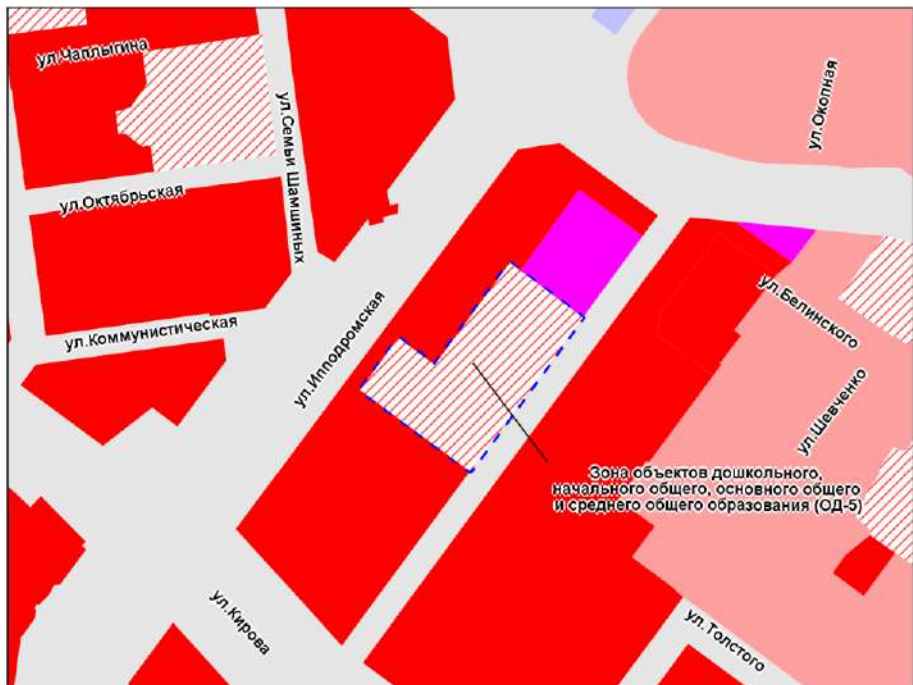 ул.Чаплыгина
ул.Семьи Шамшиных
ул.Окопная
ул.Октябрьская
ул.Белинского
ул.Коммунистическая
ул.Ипподромская
ул.Шевченко
Зона объектов дошкольного,
начального общего, основного общего
и среднего общего образования (ОД-5)
ул.Кирова
ул.Толстого